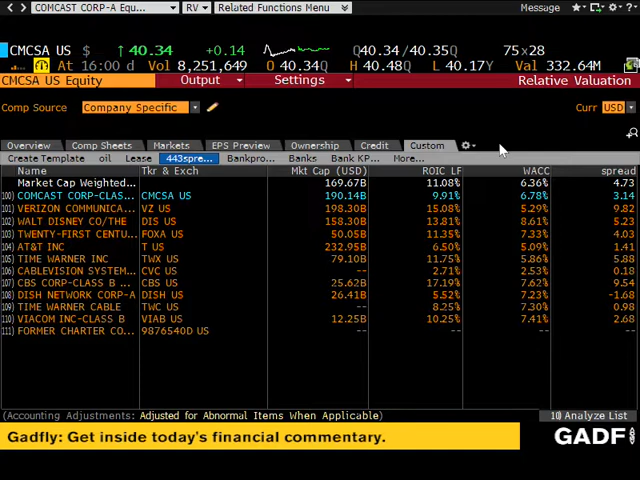 COMCAST CORP-A Equ... RV Related Functions Menu Message
CMCSA US $ ↑ 40.34 +0.14 Q40.34/40.35Q 75x28
At 16:00 d Vol 8,251,649 O 40.34Q H 40.48Q L 40.17Y Val 332.64M
CMCSA US Equity Output Settings Relative Valuation
Comp Source Company Specific Curr USD
Overview Comp Sheets Markets EPS Preview Ownership Credit Custom
Create Template oil Lease 443spre... Bankpro... Banks Bank KP... More...
Name Tkr & Exch Mkt Cap (USD) ROIC LF WACC spread
Market Cap Weighted... 169.67B 11.08% 6.36% 4.73
100) COMCAST CORP-CLAS... CMCSA US 190.14B 9.91% 6.78% 3.14
101) VERIZON COMMUNICA... VZ US 198.30B 15.08% 5.29% 9.82
102) WALT DISNEY CO/THE DIS US 158.30B 13.81% 8.61% 5.23
103) TWENTY-FIRST CENTU... FOXA US 50.05B 11.35% 7.33% 4.03
104) AT&T INC T US 232.95B 6.50% 5.09% 1.41
105) TIME WARNER INC TWX US 79.10B 11.75% 5.86% 5.88
106) CABLEVISION SYSTEM... CVC US -- 2.71% 2.53% 0.18
107) CBS CORP-CLASS B ... CBS US 25.62B 17.19% 7.62% 9.54
108) DISH NETWORK CORP-A DISH US 26.41B 5.52% 7.23% -1.68
109) TIME WARNER CABLE TWC US -- 8.25% 7.30% 0.98
110) VIACOM INC-CLASS B VIAB US 12.25B 10.25% 7.41% 2.68
111) FORMER CHARTER CO... 9876540D US -- -- -- --
(Accounting Adjustments: Adjusted for Abnormal Items When Applicable) 10) Analyze List
Gadfly: Get inside today's financial commentary. GADF